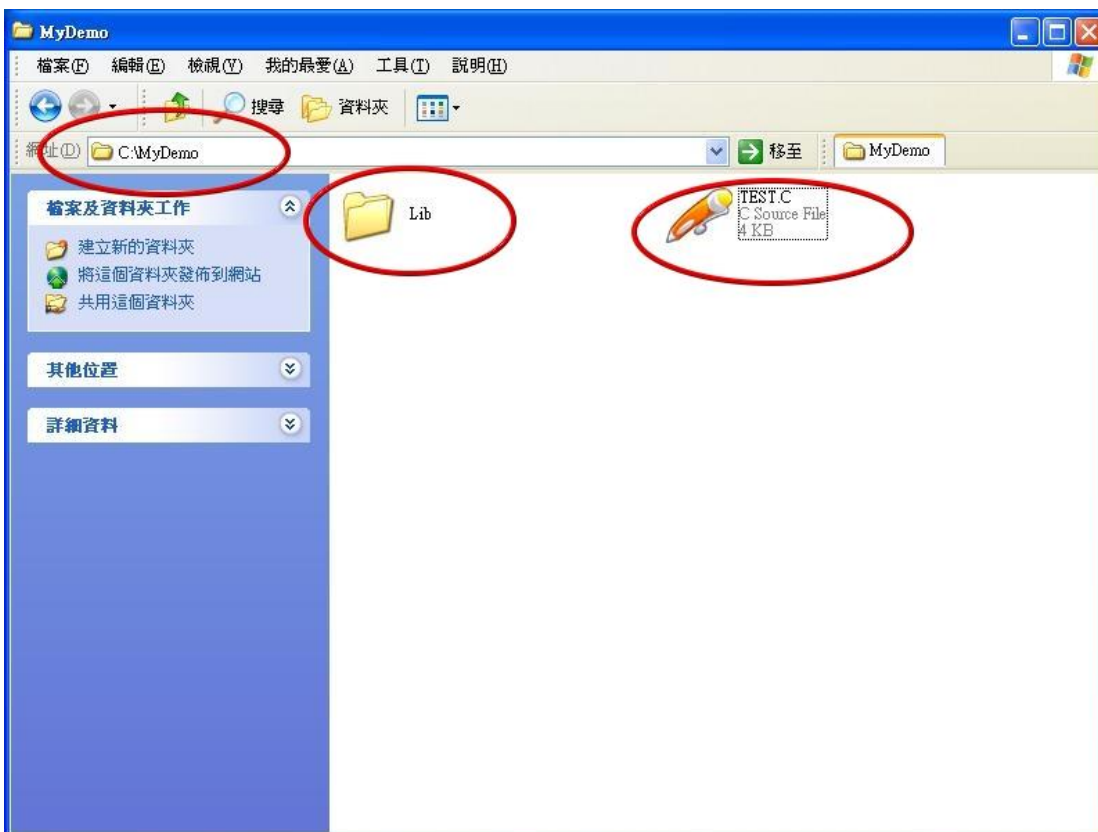 MyDemo
檔案(F) 編輯(E) 檢視(V) 我的最愛(A) 工具(T) 說明(H)
搜尋 資料夾
網址(D) C:\MyDemo 移至 MyDemo
檔案及資料夾工作
建立新的資料夾
將這個資料夾發佈到網站
共用這個資料夾
其他位置
詳細資料
Lib
TEST.C
C Source File
4 KB